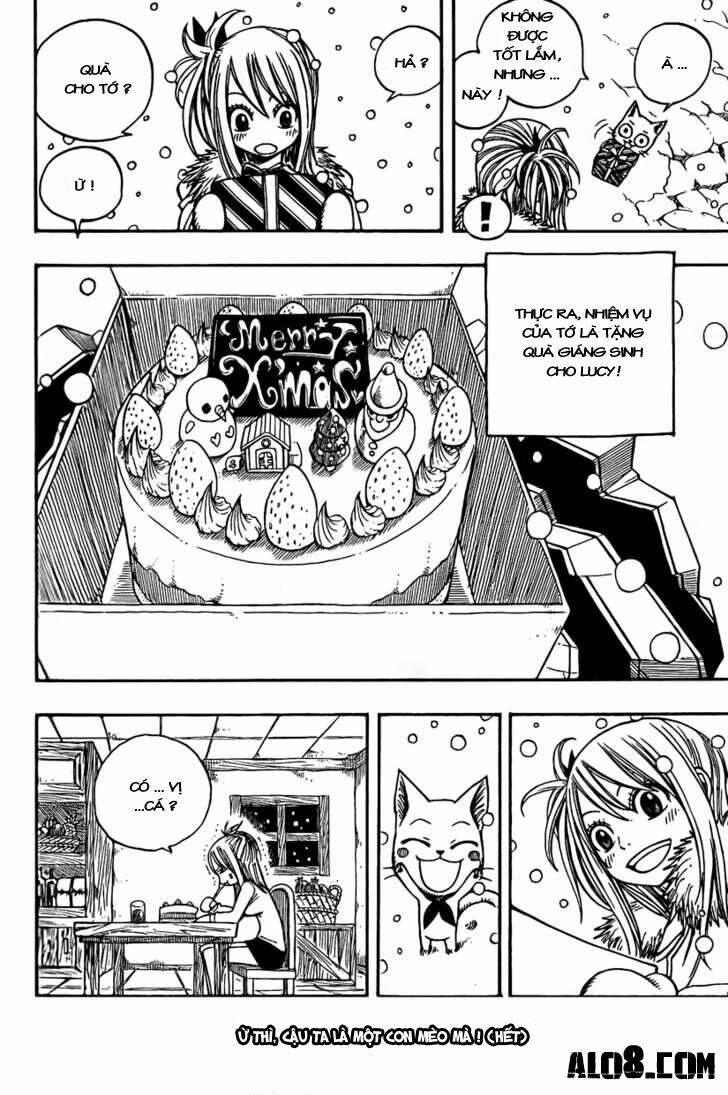 À ...
KHÔNG
ĐƯỢC
TỐT LẮM,
NHƯNG ...
NÀY !
!
HẢ ?
QUÀ
CHO TỚ ?
Ừ !
THỰC RA, NHIỆM VỤ
CỦA TỚ LÀ TẶNG
QUÀ GIÁNG SINH
CHO LUCY!
Merry
X'mas
CÓ ... VỊ
...CÁ ?
Ừ THÌ, CẬU TA LÀ MỘT CON MÈO MÀ ! (HẾT)
ALO8.COM